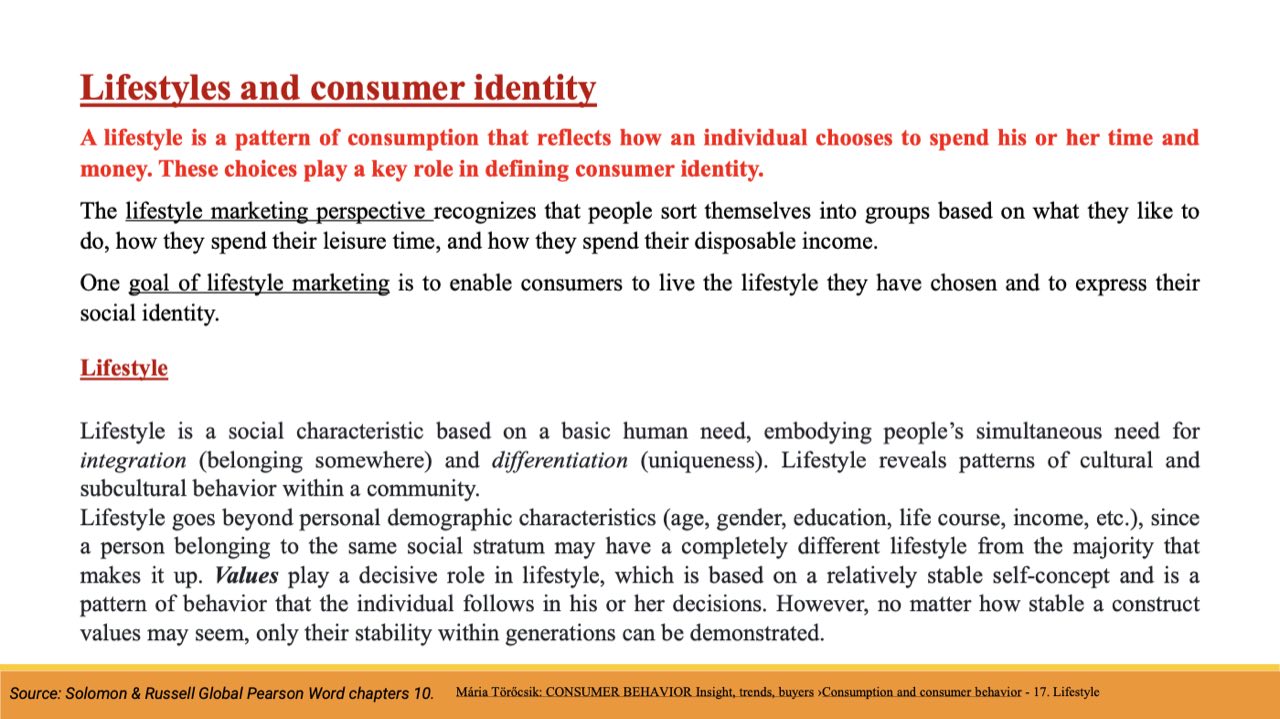 Lifestyles and consumer identity
A lifestyle is a pattern of consumption that reflects how an individual chooses to spend his or her time and
money. These choices play a key role in defining consumer identity.
The lifestyle marketing perspective recognizes that people sort themselves into groups based on what they like to
do, how they spend their leisure time, and how they spend their disposable income.
One goal of lifestyle marketing is to enable consumers to live the lifestyle they have chosen and to express their
social identity.
Lifestyle
Lifestyle is a social characteristic based on a basic human need, embodying people’s simultaneous need for
integration (belonging somewhere) and differentiation (uniqueness). Lifestyle reveals patterns of cultural and
subcultural behavior within a community.
Lifestyle goes beyond personal demographic characteristics (age, gender, education, life course, income, etc.), since
a person belonging to the same social stratum may have a completely different lifestyle from the majority that
makes it up. Values play a decisive role in lifestyle, which is based on a relatively stable self-concept and is a
pattern of behavior that the individual follows in his or her decisions. However, no matter how stable a construct
values may seem, only their stability within generations can be demonstrated.
Source: Solomon & Russell Global Pearson Word chapters 10. Mária Törőcsik: CONSUMER BEHAVIOR Insight, trends, buyers ›Consumption and consumer behavior - 17. Lifestyle